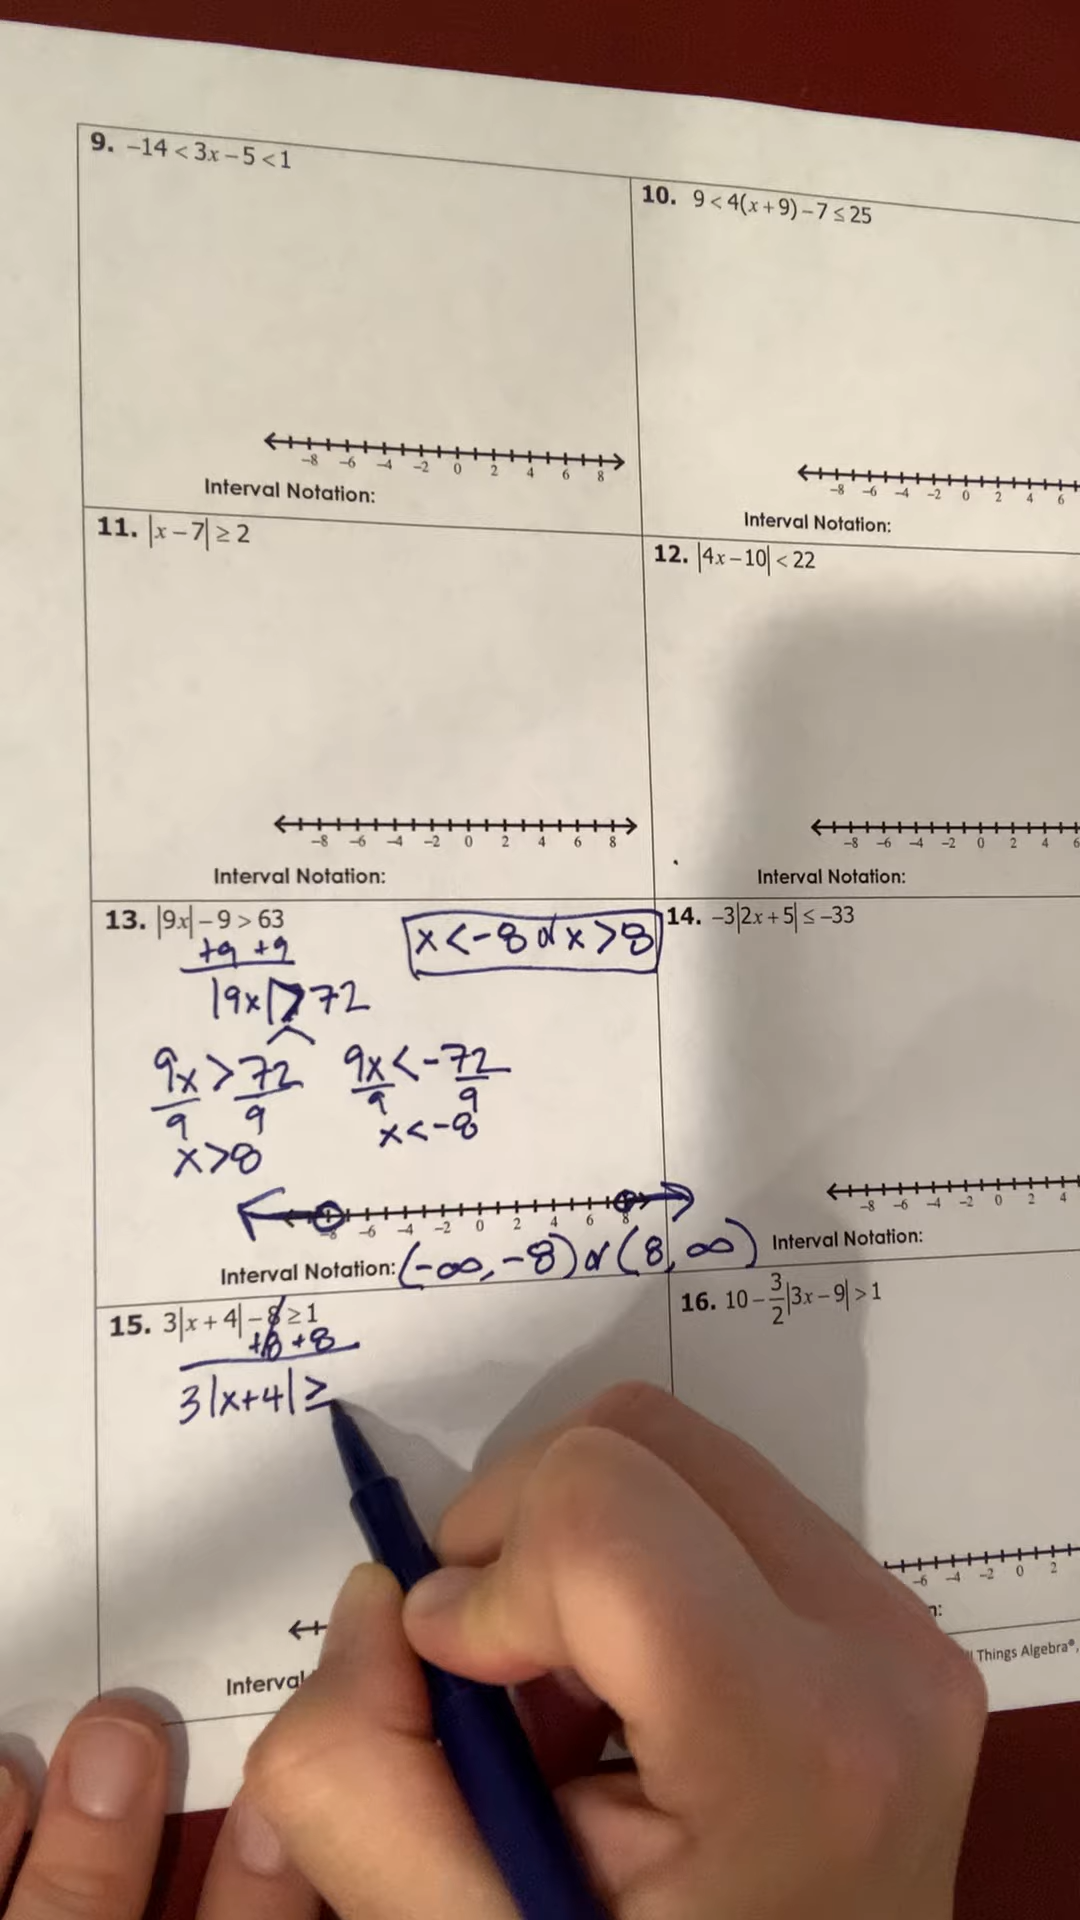 9. −14 < 3x − 5 < 1
−8 −6 −4 −2 0 2 4 6 8
Interval Notation:
10. 9 < 4(x + 9) − 7 ≤ 25
−8 −6 −4 −2 0 2 4 6
Interval Notation:
11. |x − 7| ≥ 2
−8 −6 −4 −2 0 2 4 6 8
Interval Notation:
12. |4x − 10| < 22
−8 −6 −4 −2 0 2 4 6
Interval Notation:
13. |9x| − 9 > 63
+9 +9
|9x| > 72
9x > 72 9x < -72
9 9 9 9
x > 8 x < -8
x < -8 or x > 8
−8 −6 −4 −2 0 2 4 6 8
Interval Notation: (-∞, -8) or (8, ∞)
14. −3|2x + 5| ≤ −33
−8 −6 −4 −2 0 2 4
Interval Notation:
15. 3|x + 4| − 8 ≥ 1
+8 +8
3|x+4| ≥
Interval
16. 10 − 3/2|3x − 9| > 1
−6 −4 −2 0 2
n:
Things Algebra®,